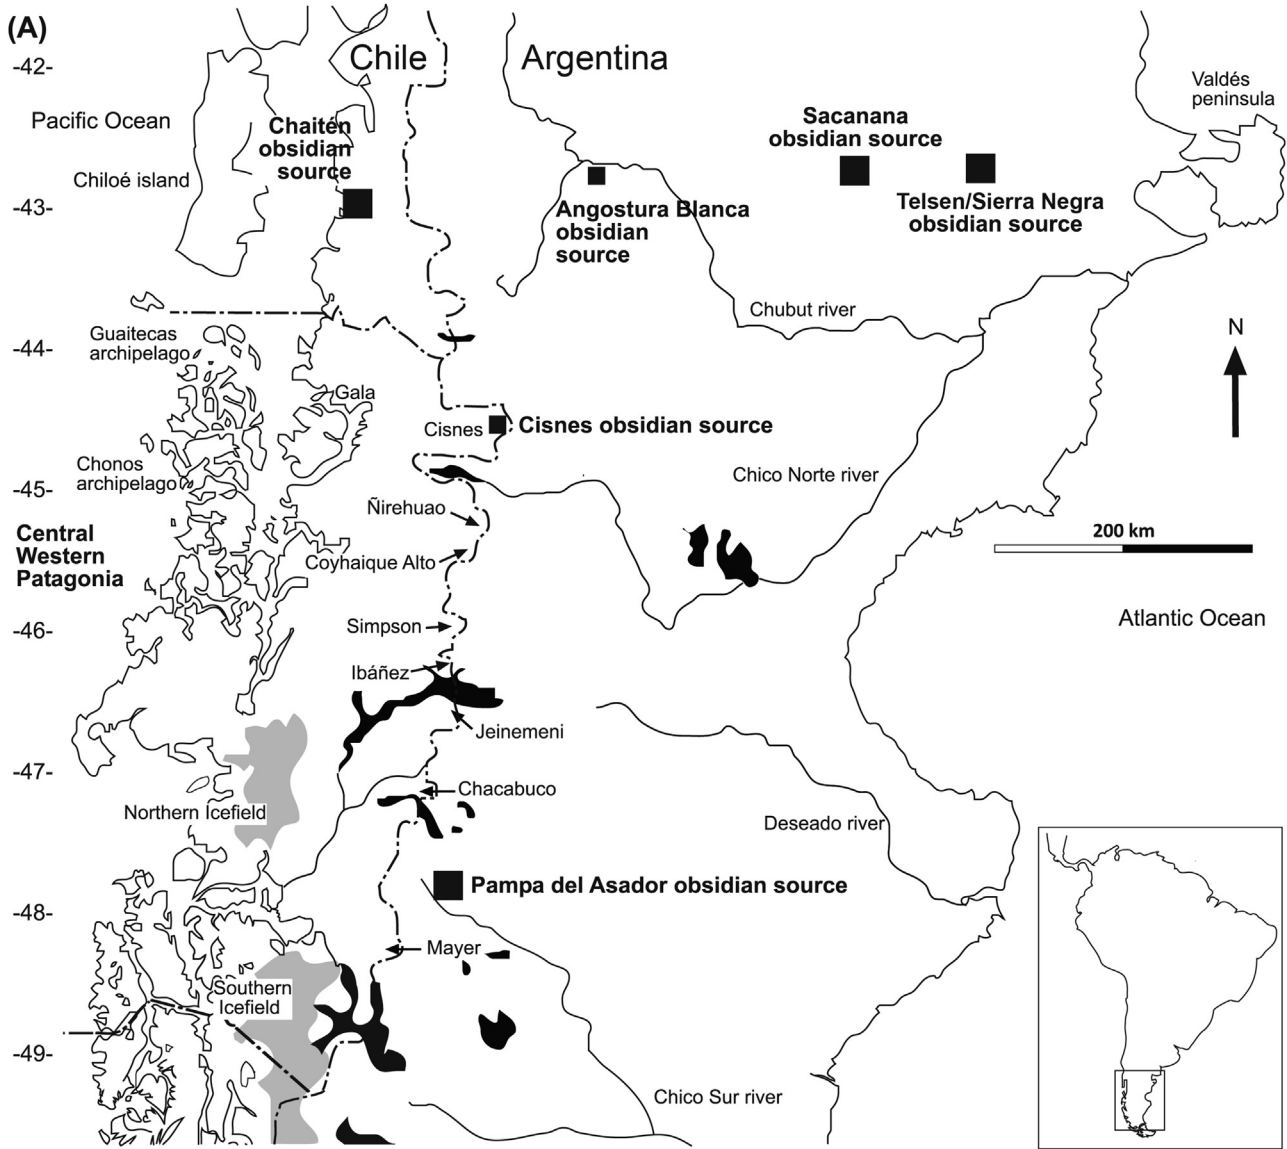 (A)
-42-
Chile
Argentina
Valdés
peninsula
Pacific Ocean
Chaitén
obsidian
source
Sacanana
obsidian source
Chiloé island
-43-
Angostura Blanca
obsidian
source
Telsen/Sierra Negra
obsidian source
Chubut river
Guaitecas
archipelago
-44-
N
Gala
Cisnes
Cisnes obsidian source
Chonos
archipelago
Chico Norte river
-45-
Ñirehuao
Central
Western
Patagonia
200 km
Coyhaique Alto
-46-
Simpson
Atlantic Ocean
Ibáñez
Jeinemeni
-47-
Chacabuco
Northern Icefield
Deseado river
Pampa del Asador obsidian source
-48-
Mayer
Southern
Icefield
-49-
Chico Sur river